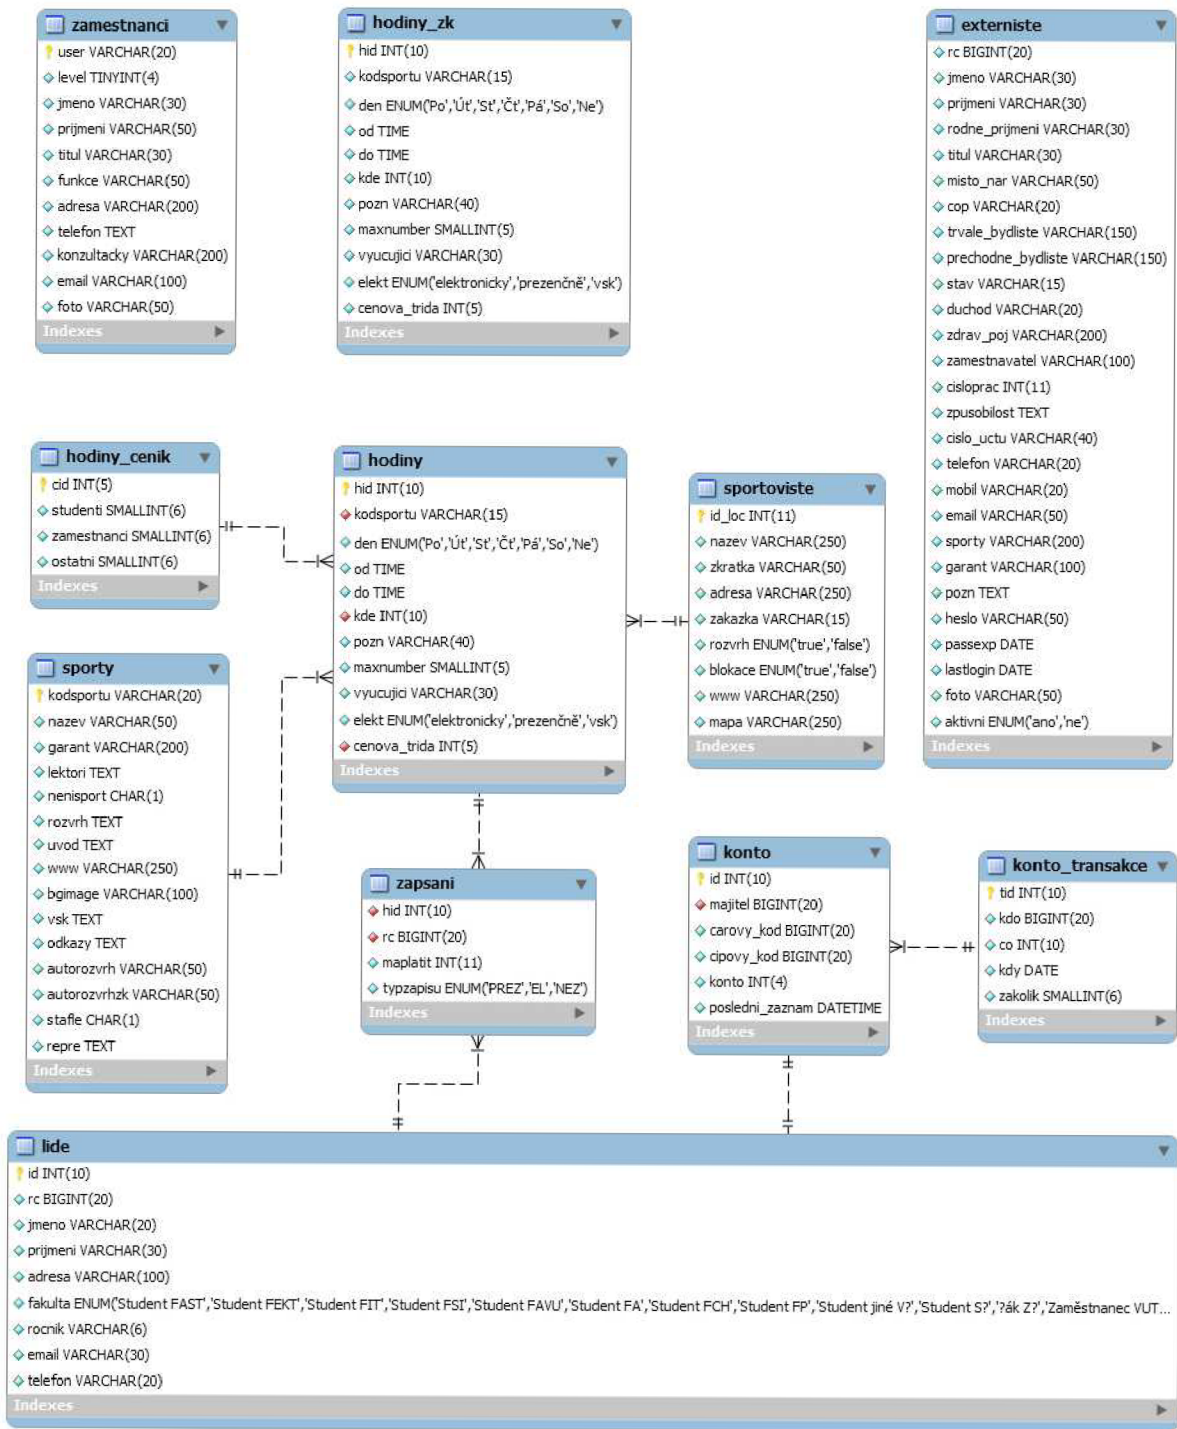 zamestnanci
user VARCHAR(20)
level TINYINT(4)
jmeno VARCHAR(30)
prijmeni VARCHAR(50)
titul VARCHAR(30)
funkce VARCHAR(50)
adresa VARCHAR(200)
telefon TEXT
konzultacky VARCHAR(200)
email VARCHAR(100)
foto VARCHAR(50)
Indexes
hodiny_zk
hid INT(10)
kodsportu VARCHAR(15)
den ENUM('Po','Út','St','Čt','Pá','So','Ne')
od TIME
do TIME
kde INT(10)
pozn VARCHAR(40)
maxnumber SMALLINT(5)
vyucujici VARCHAR(30)
elekt ENUM('elektronicky','prezenčně','vsk')
cenova_trida INT(5)
Indexes
externiste
rc BIGINT(20)
jmeno VARCHAR(30)
prijmeni VARCHAR(30)
rodne_prijmeni VARCHAR(30)
titul VARCHAR(30)
misto_nar VARCHAR(50)
cop VARCHAR(20)
trvale_bydliste VARCHAR(150)
prechodne_bydliste VARCHAR(150)
stav VARCHAR(15)
duchod VARCHAR(20)
zdrav_poj VARCHAR(200)
zamestnavatel VARCHAR(100)
cisloprac INT(11)
zpusobilost TEXT
cislo_uctu VARCHAR(40)
telefon VARCHAR(20)
mobil VARCHAR(20)
email VARCHAR(50)
sporty VARCHAR(200)
garant VARCHAR(100)
pozn TEXT
heslo VARCHAR(50)
passexp DATE
lastlogin DATE
foto VARCHAR(50)
aktivni ENUM('ano','ne')
Indexes
hodiny_cenik
cid INT(5)
studenti SMALLINT(6)
zamestnanci SMALLINT(6)
ostatni SMALLINT(6)
Indexes
hodiny
hid INT(10)
kodsportu VARCHAR(15)
den ENUM('Po','Út','St','Čt','Pá','So','Ne')
od TIME
do TIME
kde INT(10)
pozn VARCHAR(40)
maxnumber SMALLINT(5)
vyucujici VARCHAR(30)
elekt ENUM('elektronicky','prezenčně','vsk')
cenova_trida INT(5)
Indexes
sportoviste
id_loc INT(11)
nazev VARCHAR(250)
zkratka VARCHAR(50)
adresa VARCHAR(250)
zakazka VARCHAR(15)
rozvrh ENUM('true','false')
blokace ENUM('true','false')
www VARCHAR(250)
mapa VARCHAR(250)
Indexes
sporty
kodsportu VARCHAR(20)
nazev VARCHAR(50)
garant VARCHAR(200)
lektori TEXT
nenisport CHAR(1)
rozvrh TEXT
uvod TEXT
www VARCHAR(250)
bgimage VARCHAR(100)
vsk TEXT
odkazy TEXT
autorozvrh VARCHAR(50)
autorozvrhzk VARCHAR(50)
stafle CHAR(1)
repre TEXT
Indexes
zapsani
hid INT(10)
rc BIGINT(20)
maplatit INT(11)
typzapisu ENUM('PREZ','EL','NEZ')
Indexes
konto
id INT(10)
majitel BIGINT(20)
carovy_kod BIGINT(20)
cipovy_kod BIGINT(20)
konto INT(4)
posledni_zaznam DATETIME
Indexes
konto_transakce
tid INT(10)
kdo BIGINT(20)
co INT(10)
kdy DATE
zakolik SMALLINT(6)
Indexes
lide
id INT(10)
rc BIGINT(20)
jmeno VARCHAR(20)
prijmeni VARCHAR(30)
adresa VARCHAR(100)
fakulta ENUM('Student FAST','Student FEKT','Student FIT','Student FSI','Student FAVU','Student FA','Student FCH','Student FP','Student jiné V?','Student S?','?ák Z?','Zaměstnanec VUT...
rocnik VARCHAR(6)
email VARCHAR(30)
telefon VARCHAR(20)
Indexes